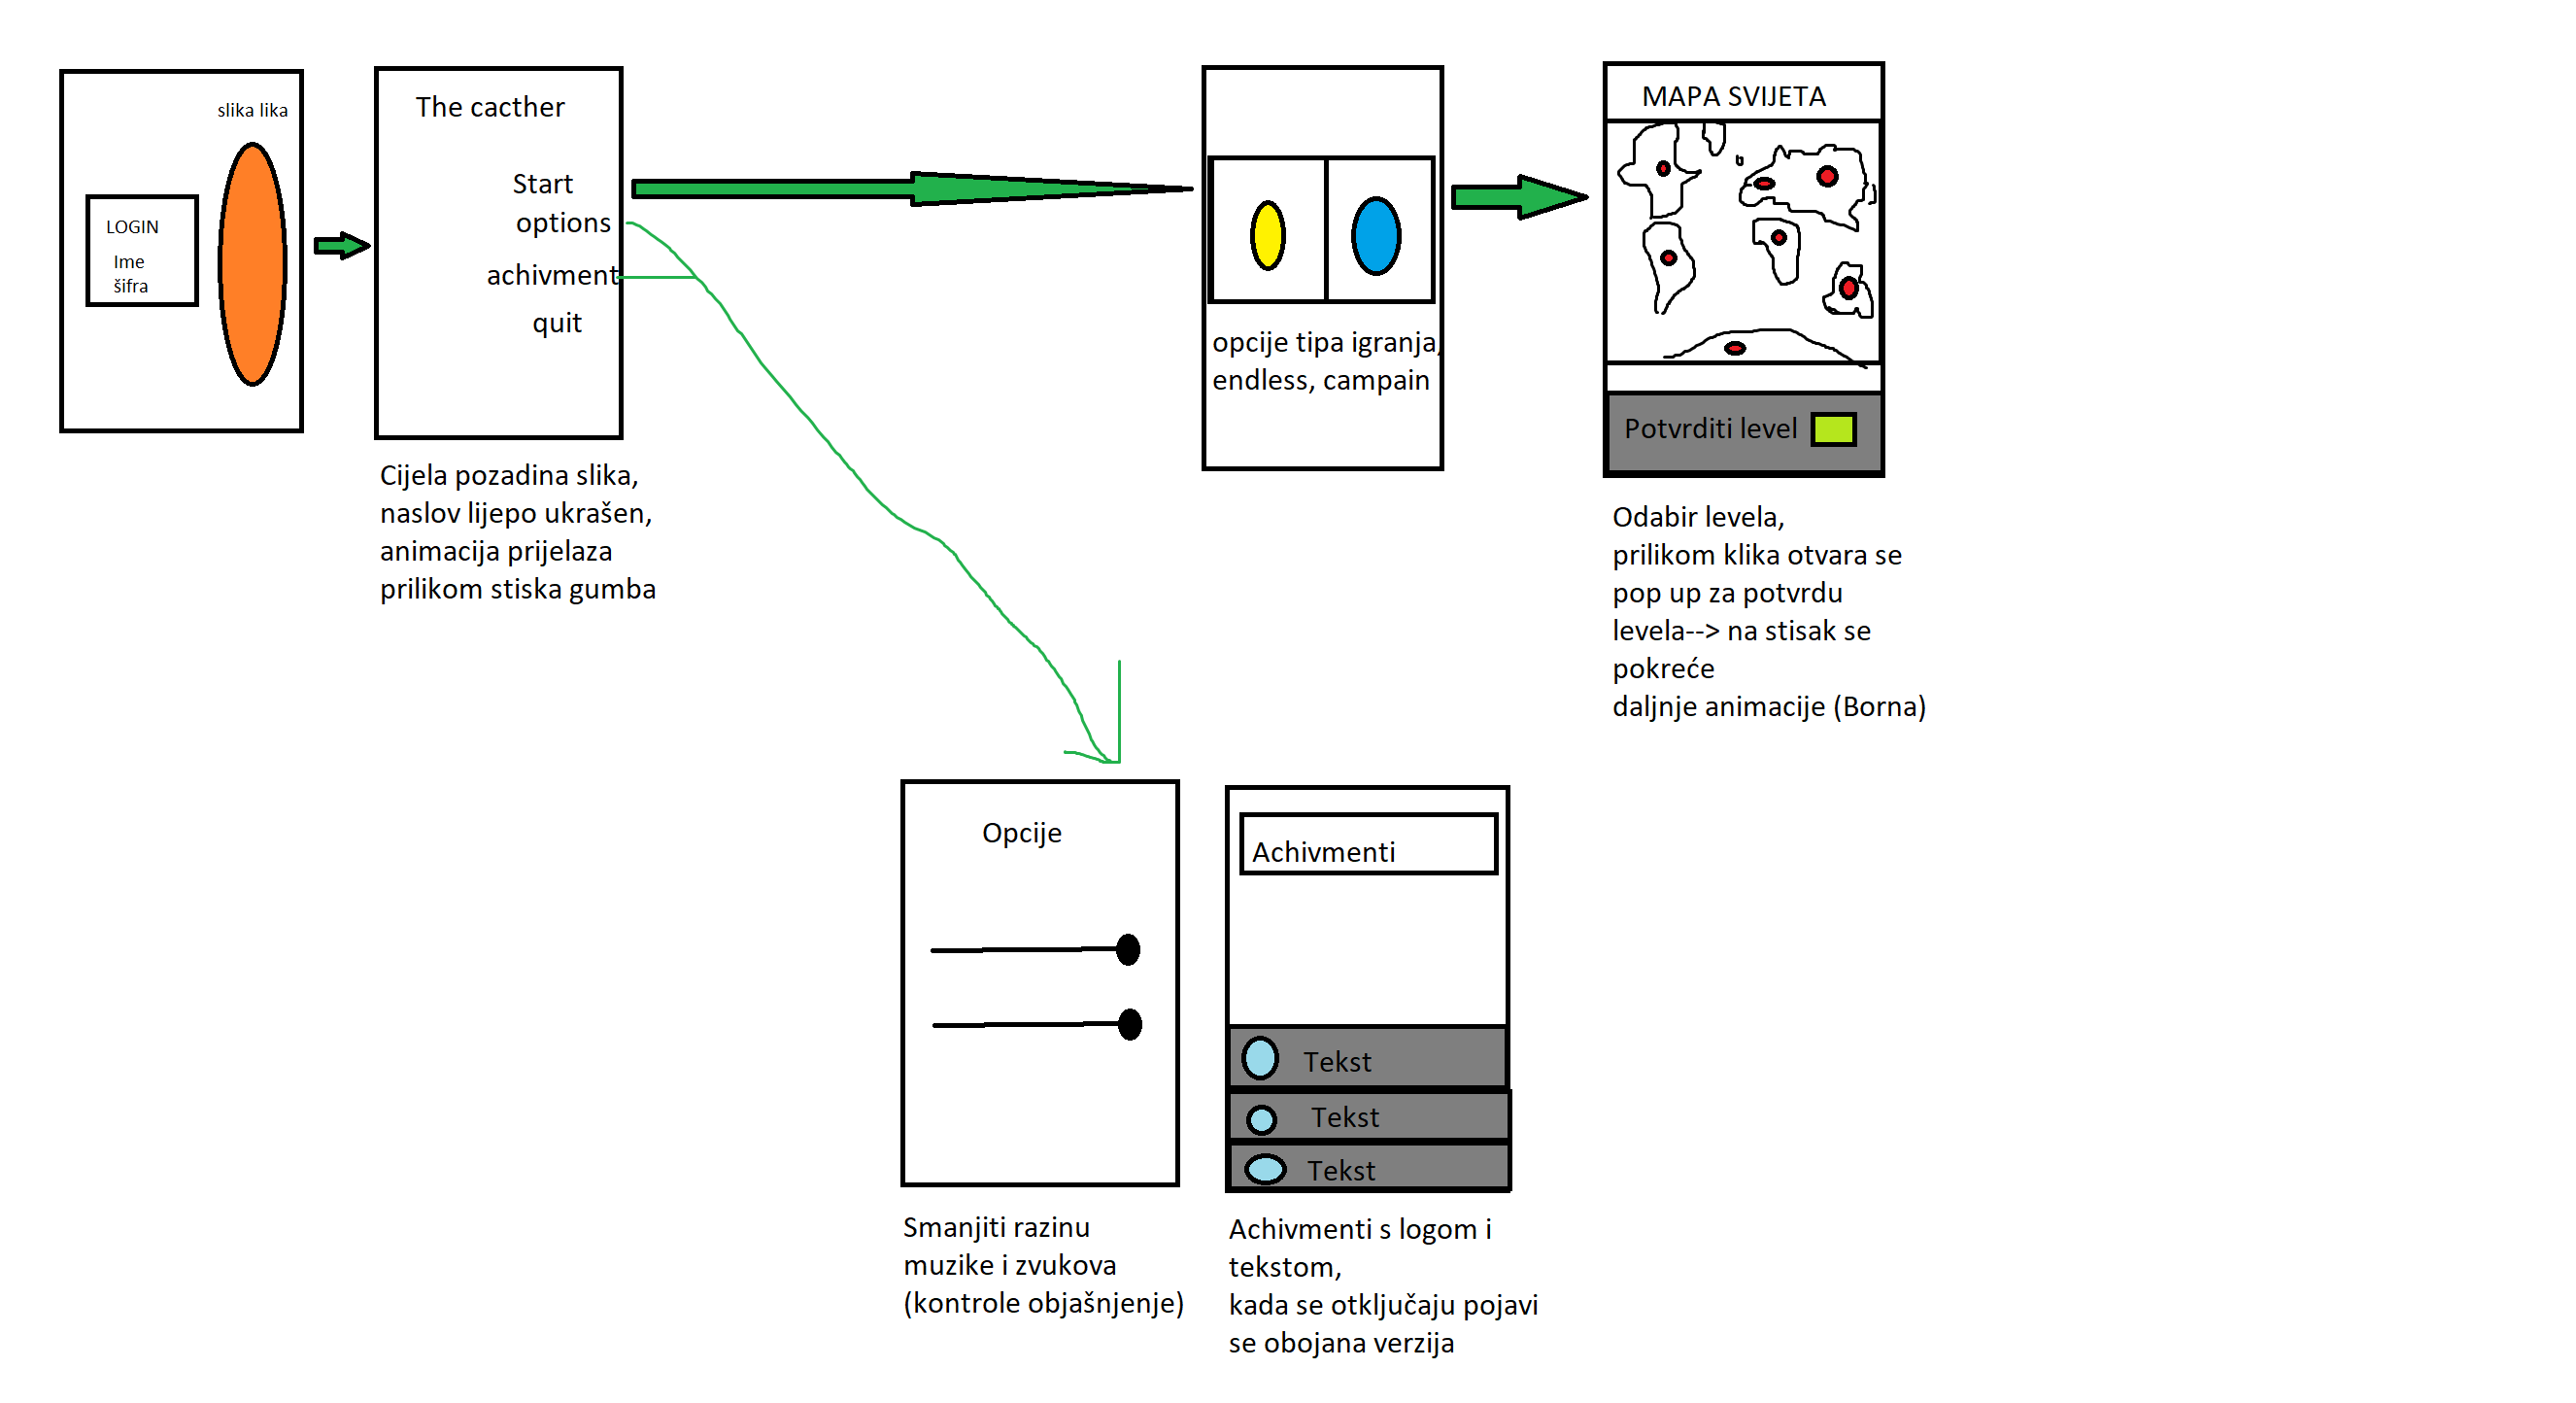 slika lika
LOGIN
Ime
šifra
The cacther
Start
options
achivment
quit
Cijela pozadina slika,
naslov lijepo ukrašen,
animacija prijelaza
prilikom stiska gumba
opcije tipa igranja,
endless, campain
MAPA SVIJETA
Potvrditi level
Odabir levela,
prilikom klika otvara se
pop up za potvrdu
levela--> na stisak se
pokreće
daljnje animacije (Borna)
Opcije
Smanjiti razinu
muzike i zvukova
(kontrole objašnjenje)
Achivmenti
Tekst
Tekst
Tekst
Achivmenti s logom i
tekstom,
kada se otključaju pojavi
se obojana verzija